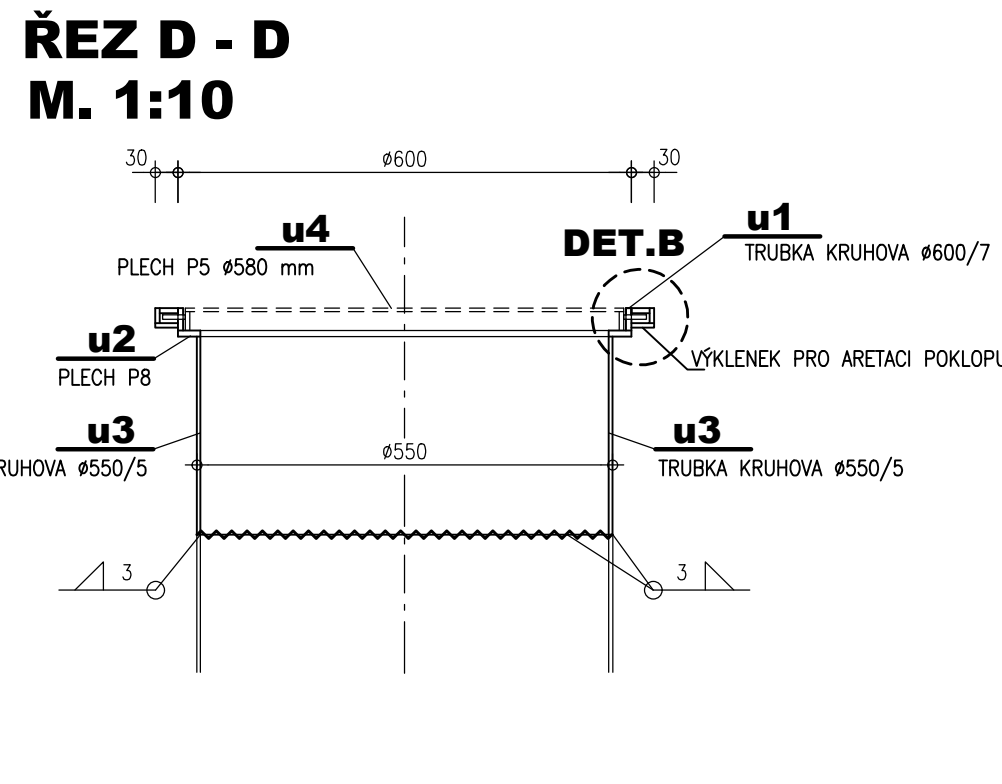 ŘEZ D - D
M. 1:10
30
ø600
30
u4
PLECH P5 ø580 mm
DET.B
u1
TRUBKA KRUHOVA ø600/7
u2
PLECH P8
VÝKLENEK PRO ARETACI POKLOPU
u3
RUHOVA ø550/5
ø550
u3
TRUBKA KRUHOVA ø550/5
3
3